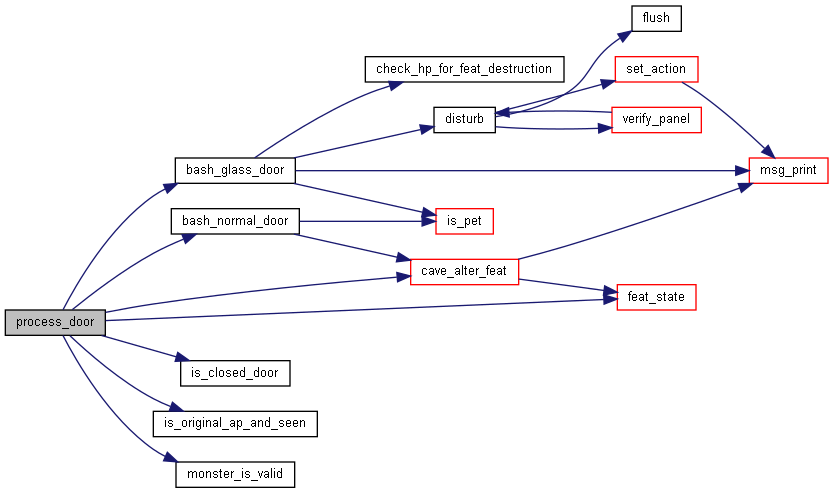 flush
check_hp_for_feat_destruction
set_action
disturb
verify_panel
bash_glass_door
msg_print
bash_normal_door
is_pet
cave_alter_feat
feat_state
process_door
is_closed_door
is_original_ap_and_seen
monster_is_valid